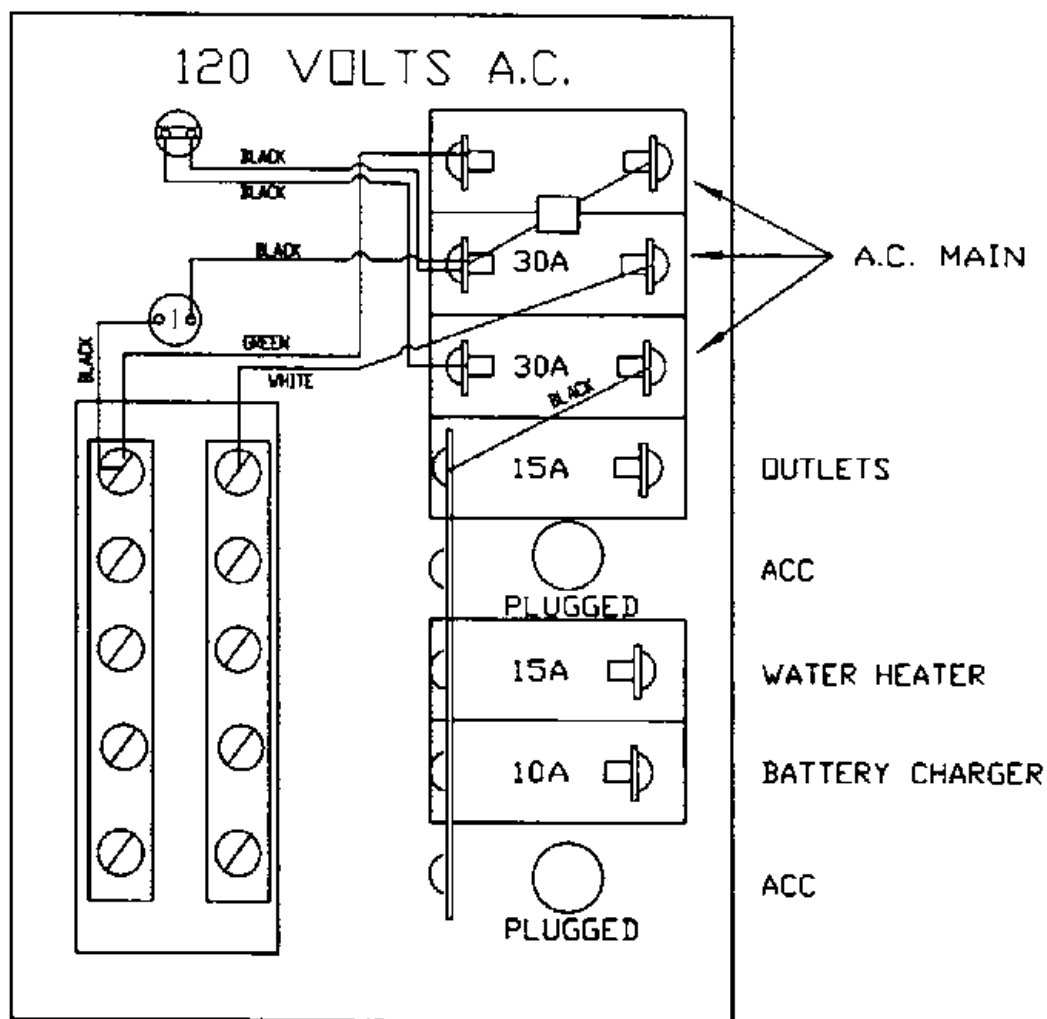 120 VOLTS A.C.
BLACK
BLACK
BLACK
30A
A.C. MAIN
1
BLACK
GREEN
WHITE
30A
BLACK
15A
OUTLETS
ACC
PLUGGED
15A
WATER HEATER
10A
BATTERY CHARGER
ACC
PLUGGED